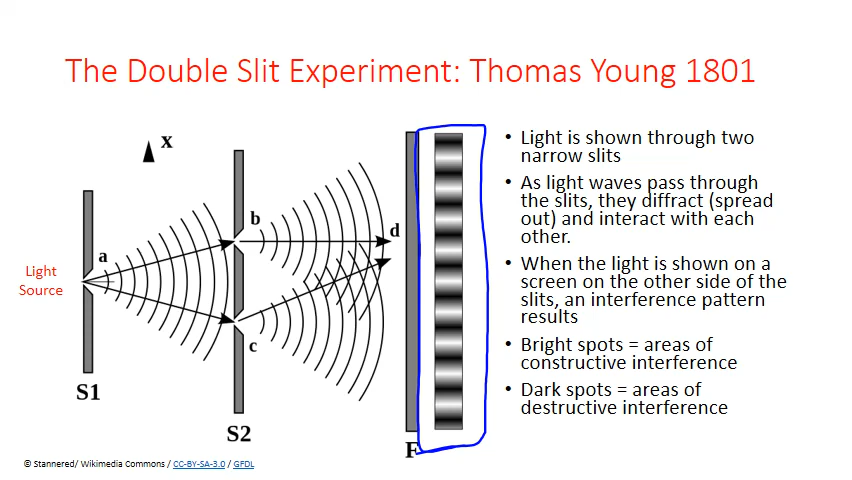 The Double Slit Experiment: Thomas Young 1801
x
a
b
c
d
Light
Source
S1
S2
F
• Light is shown through two
narrow slits
• As light waves pass through
the slits, they diffract (spread
out) and interact with each
other.
• When the light is shown on a
screen on the other side of the
slits, an interference pattern
results
• Bright spots = areas of
constructive interference
• Dark spots = areas of
destructive interference
© Stannered/ Wikimedia Commons / CC-BY-SA-3.0 / GFDL